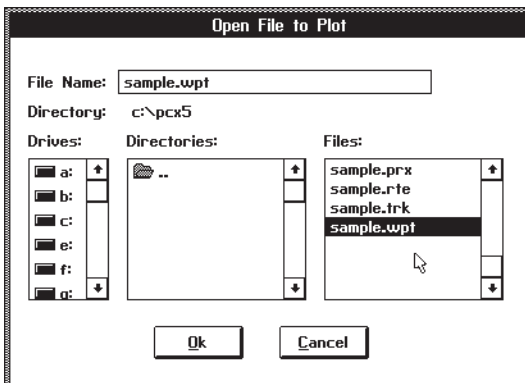 Open File to Plot
File Name: sample.wpt
Directory: c:\pcx5
Drives: Directories: Files:
a:
b:
c:
e:
f:
g:
..
sample.prx
sample.rte
sample.trk
sample.wpt
Ok Cancel